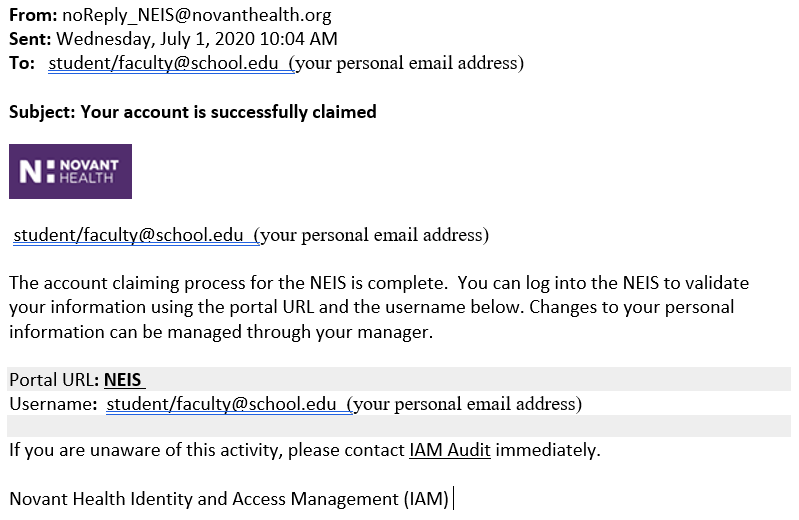 From: noReply_NEIS@novanthealth.org
Sent: Wednesday, July 1, 2020 10:04 AM
To: student/faculty@school.edu (your personal email address)
Subject: Your account is successfully claimed
N: NOVANT
HEALTH
student/faculty@school.edu (your personal email address)
The account claiming process for the NEIS is complete. You can log into the NEIS to validate
your information using the portal URL and the username below. Changes to your personal
information can be managed through your manager.
Portal URL: NEIS
Username: student/faculty@school.edu (your personal email address)
If you are unaware of this activity, please contact IAM Audit immediately.
Novant Health Identity and Access Management (IAM)